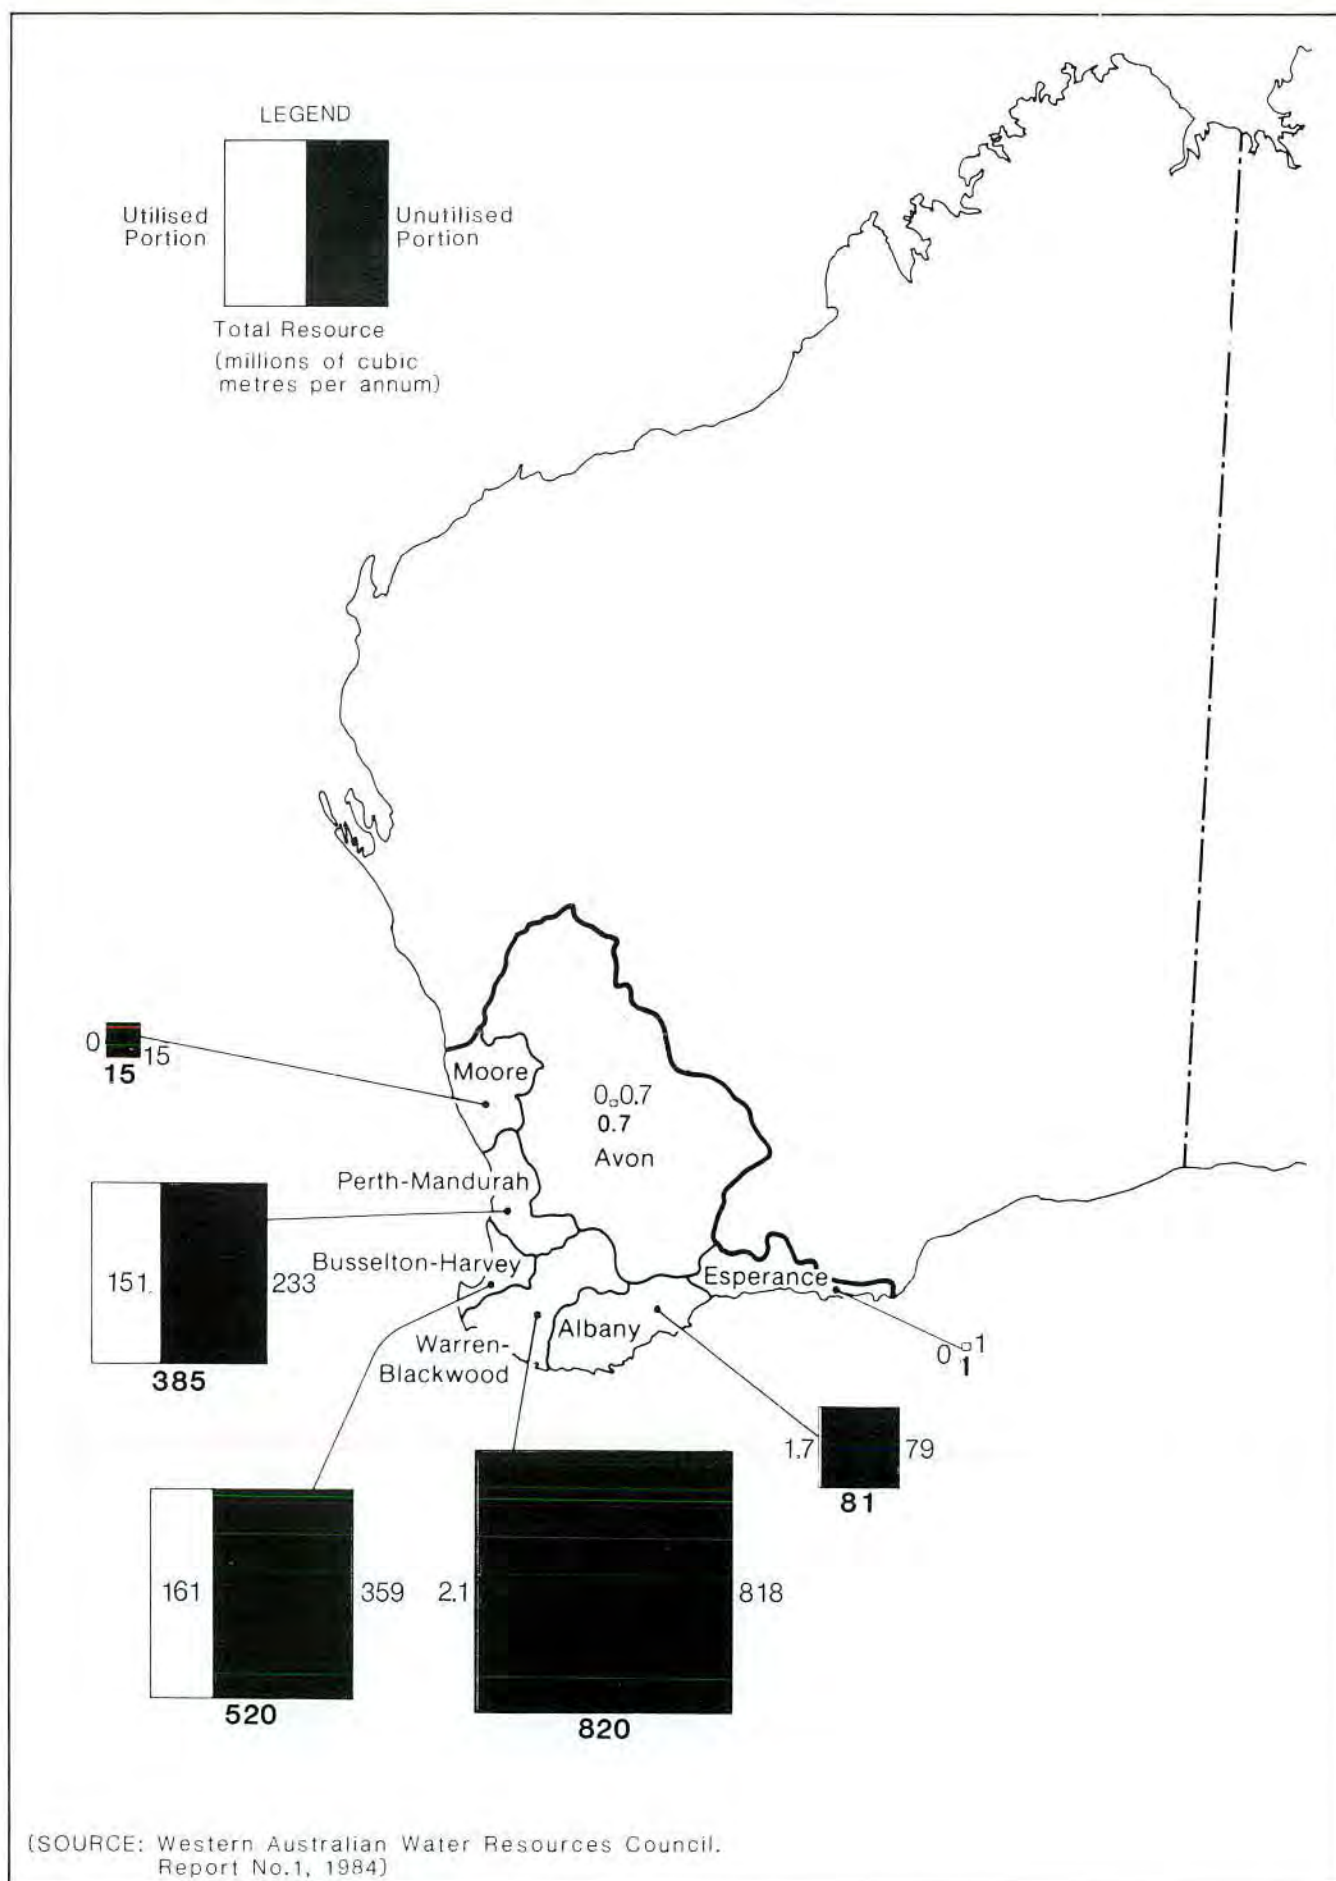 LEGEND
Utilised
Portion
Unutilised
Portion
Total Resource
(millions of cubic
metres per annum)
0
15
15
Moore
0
0.7
0.7
Avon
Perth-Mandurah
151
233
385
Busselton-Harvey
Esperance
0
1
1
Warren-
Blackwood
Albany
1.7
79
81
161
359
520
2.1
818
820
(SOURCE: Western Australian Water Resources Council.
Report No.1, 1984)